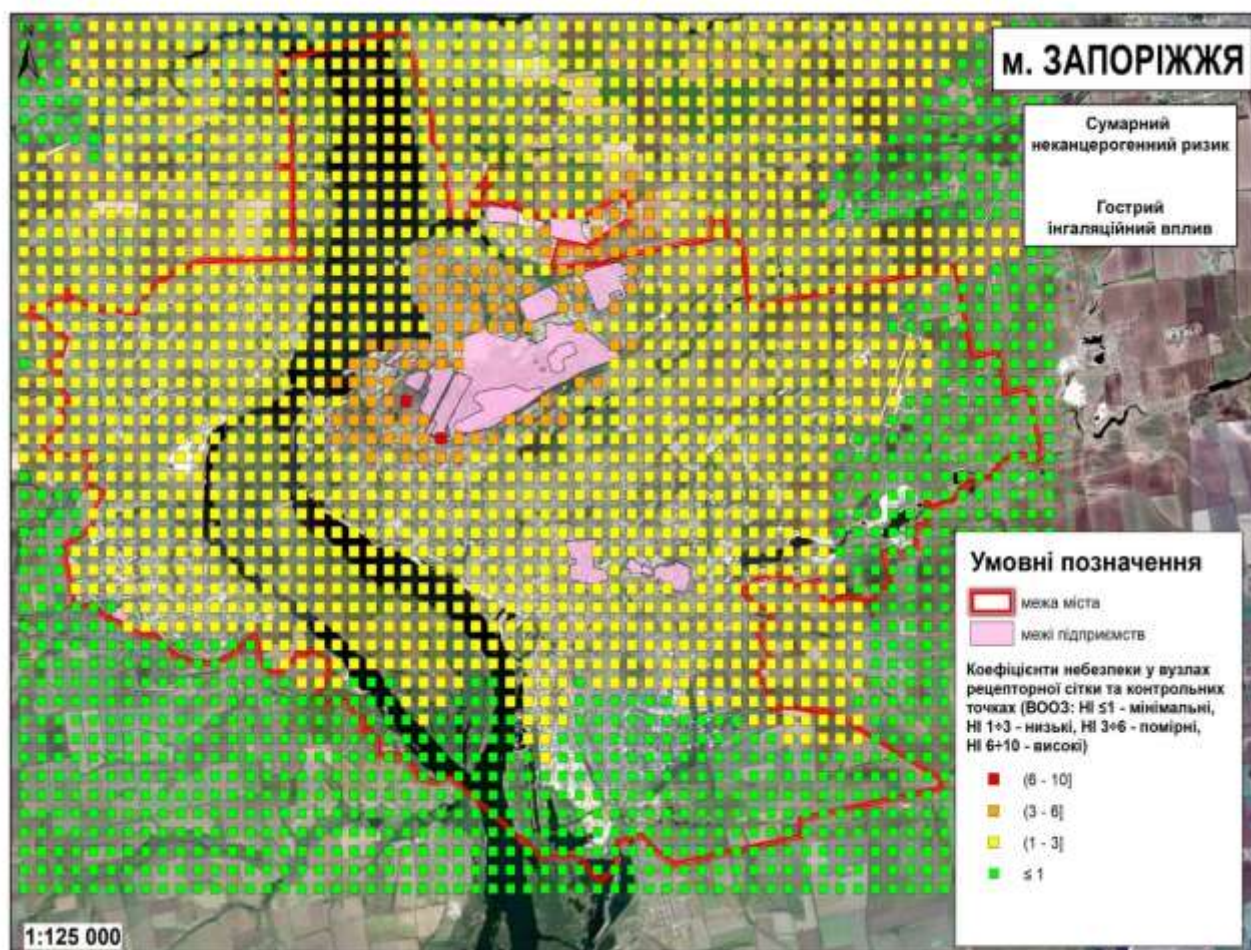 м. ЗАПОРІЖЖЯ
Сумарний
неканцерогенний ризик
Гострий
інгаляційний вплив
Умовні позначення
межа міста
межі підприємств
Коефіцієнти небезпеки у вузлах
рецепторної сітки та контрольних
точках (ВООЗ: HI ≤1 - мінімальні,
HI 1÷3 - низькі, HI 3÷6 - помірні,
HI 6÷10 - високі)
(6 - 10]
(3 - 6]
(1 - 3]
≤ 1
1:125 000